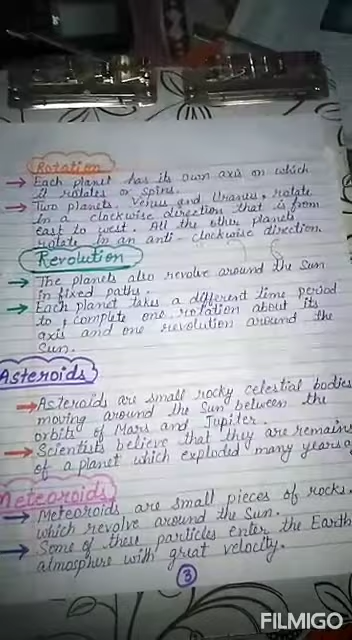 Rotation
→ Each planet has its own axis on which
it rotates or spins.
→ Two planets, Venus and Uranus, rotate
in a clockwise direction that is from
east to west. All the other planets
rotate in an anti-clockwise direction
Revolution
→ The planets also revolve around the Sun
in fixed paths.
→ Each planet takes a different time period
to complete one rotation about its
axis and one revolution around the
Sun.
Asteroids
→ Asteroids are small rocky celestial bodies
moving around the Sun between the
orbits of Mars and Jupiter.
→ Scientists believe that they are remains
of a planet which exploded many years a
Meteoroids
→ Meteoroids are small pieces of rocks.
which revolve around the Sun.
→ Some of these particles enter the Earth
atmosphere with great velocity.
3
FILMIGO